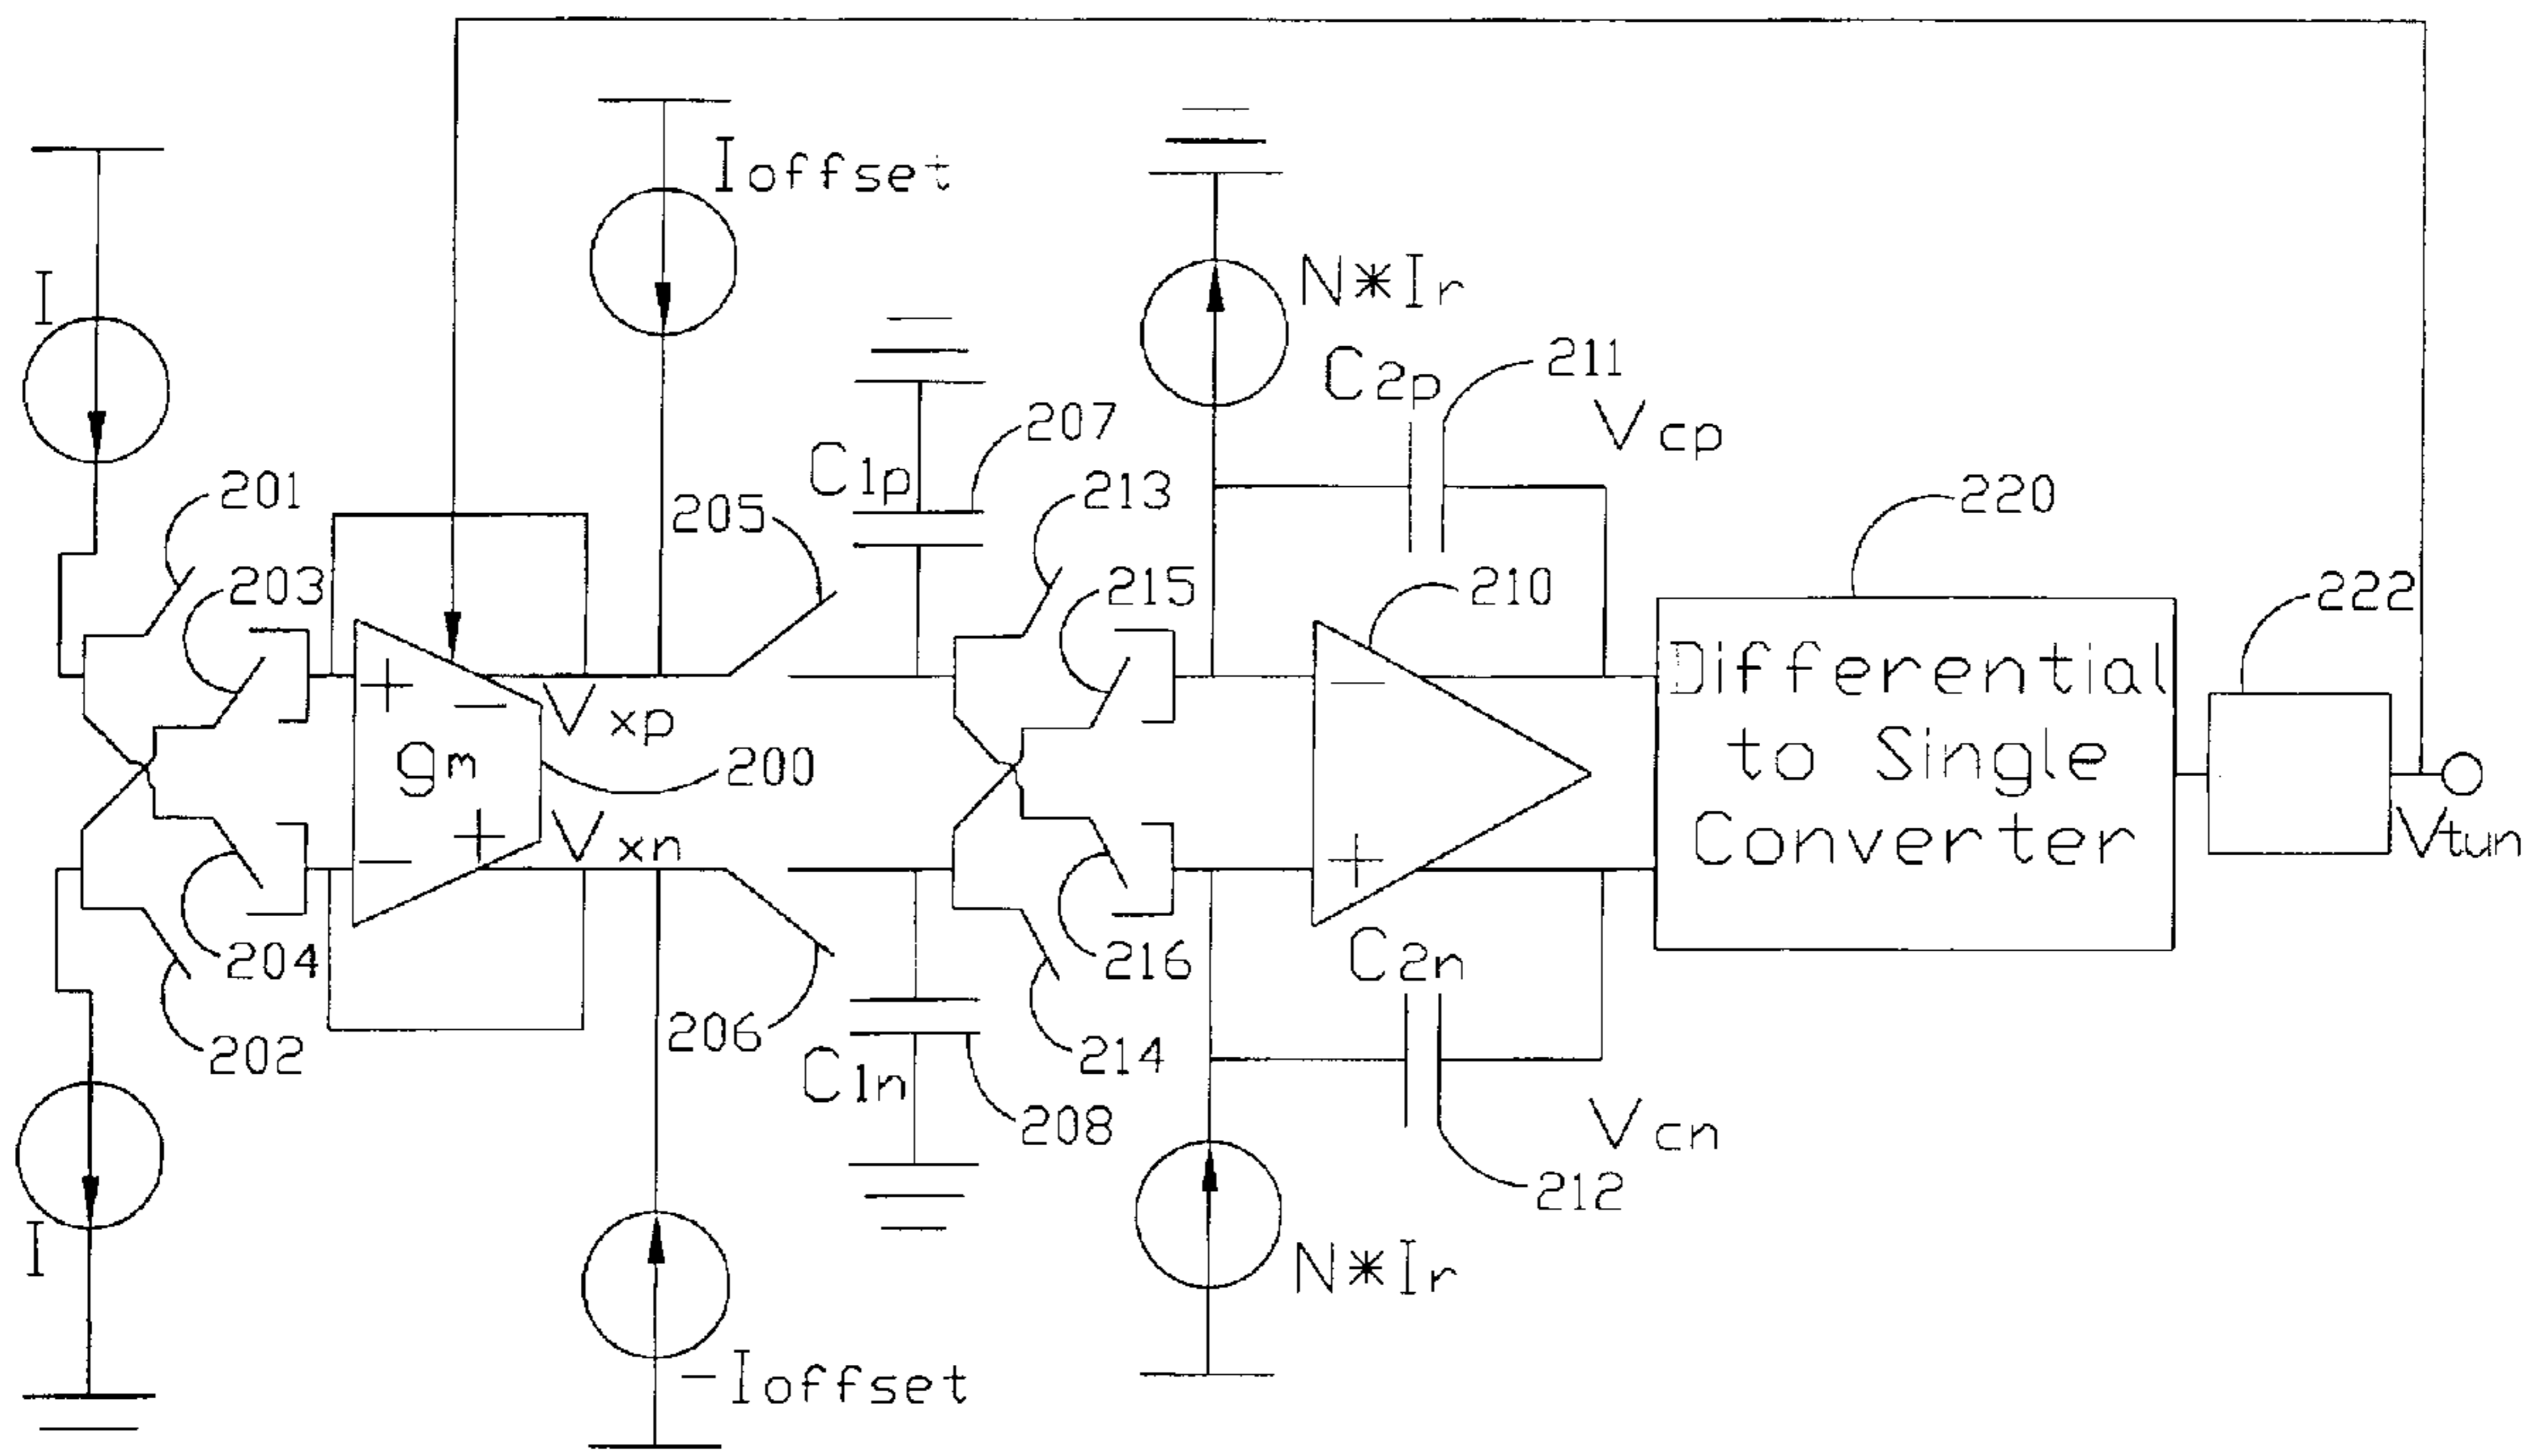 Ioffset
N*Ir
I
C2p
211
Vcp
207
C1p
201
213
220
205
203
215
210
222
+
-
-
Vxp
Differential
to Single
Converter
gm
200
Vtun
Vxn
-
+
+
204
216
C2n
202
206
214
C1n
208
Vcn
212
I
N*Ir
-Ioffset